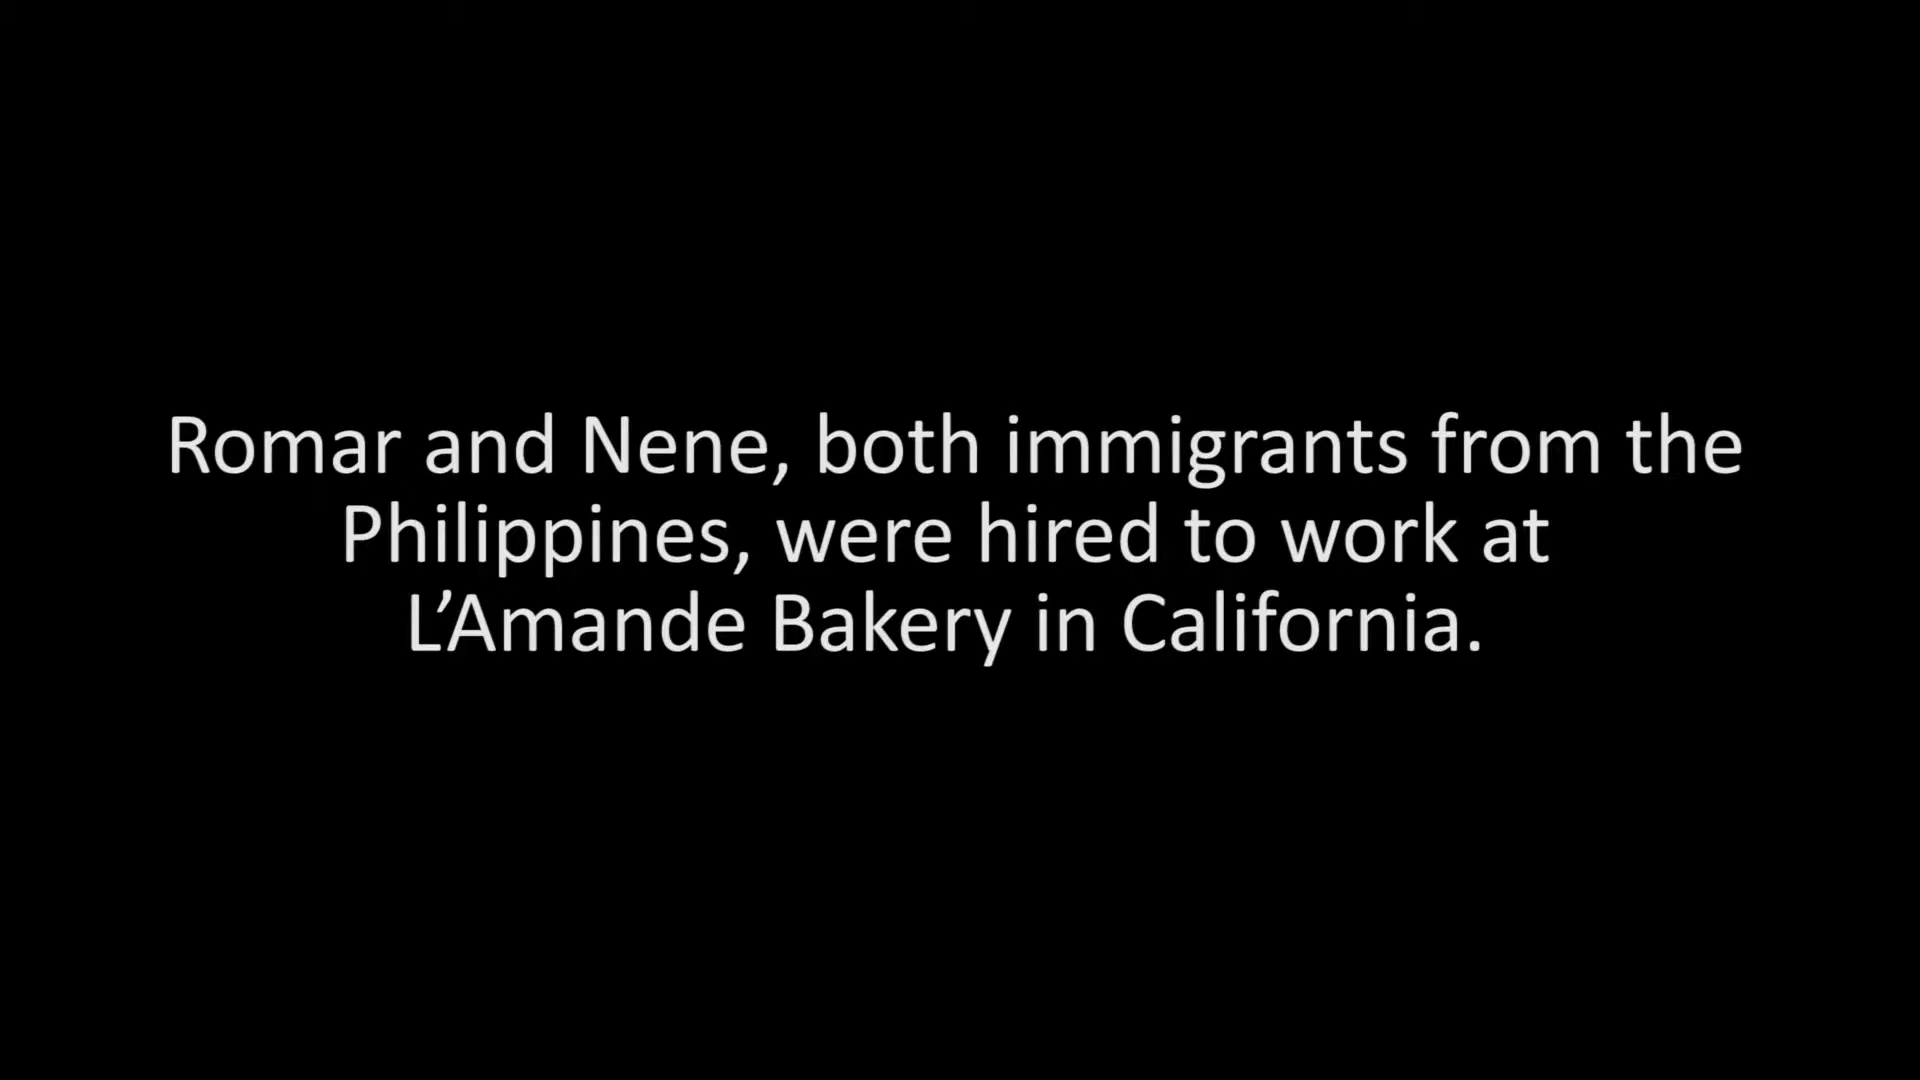 Romar and Nene, both immigrants from the
Philippines, were hired to work at
L’Amande Bakery in California.